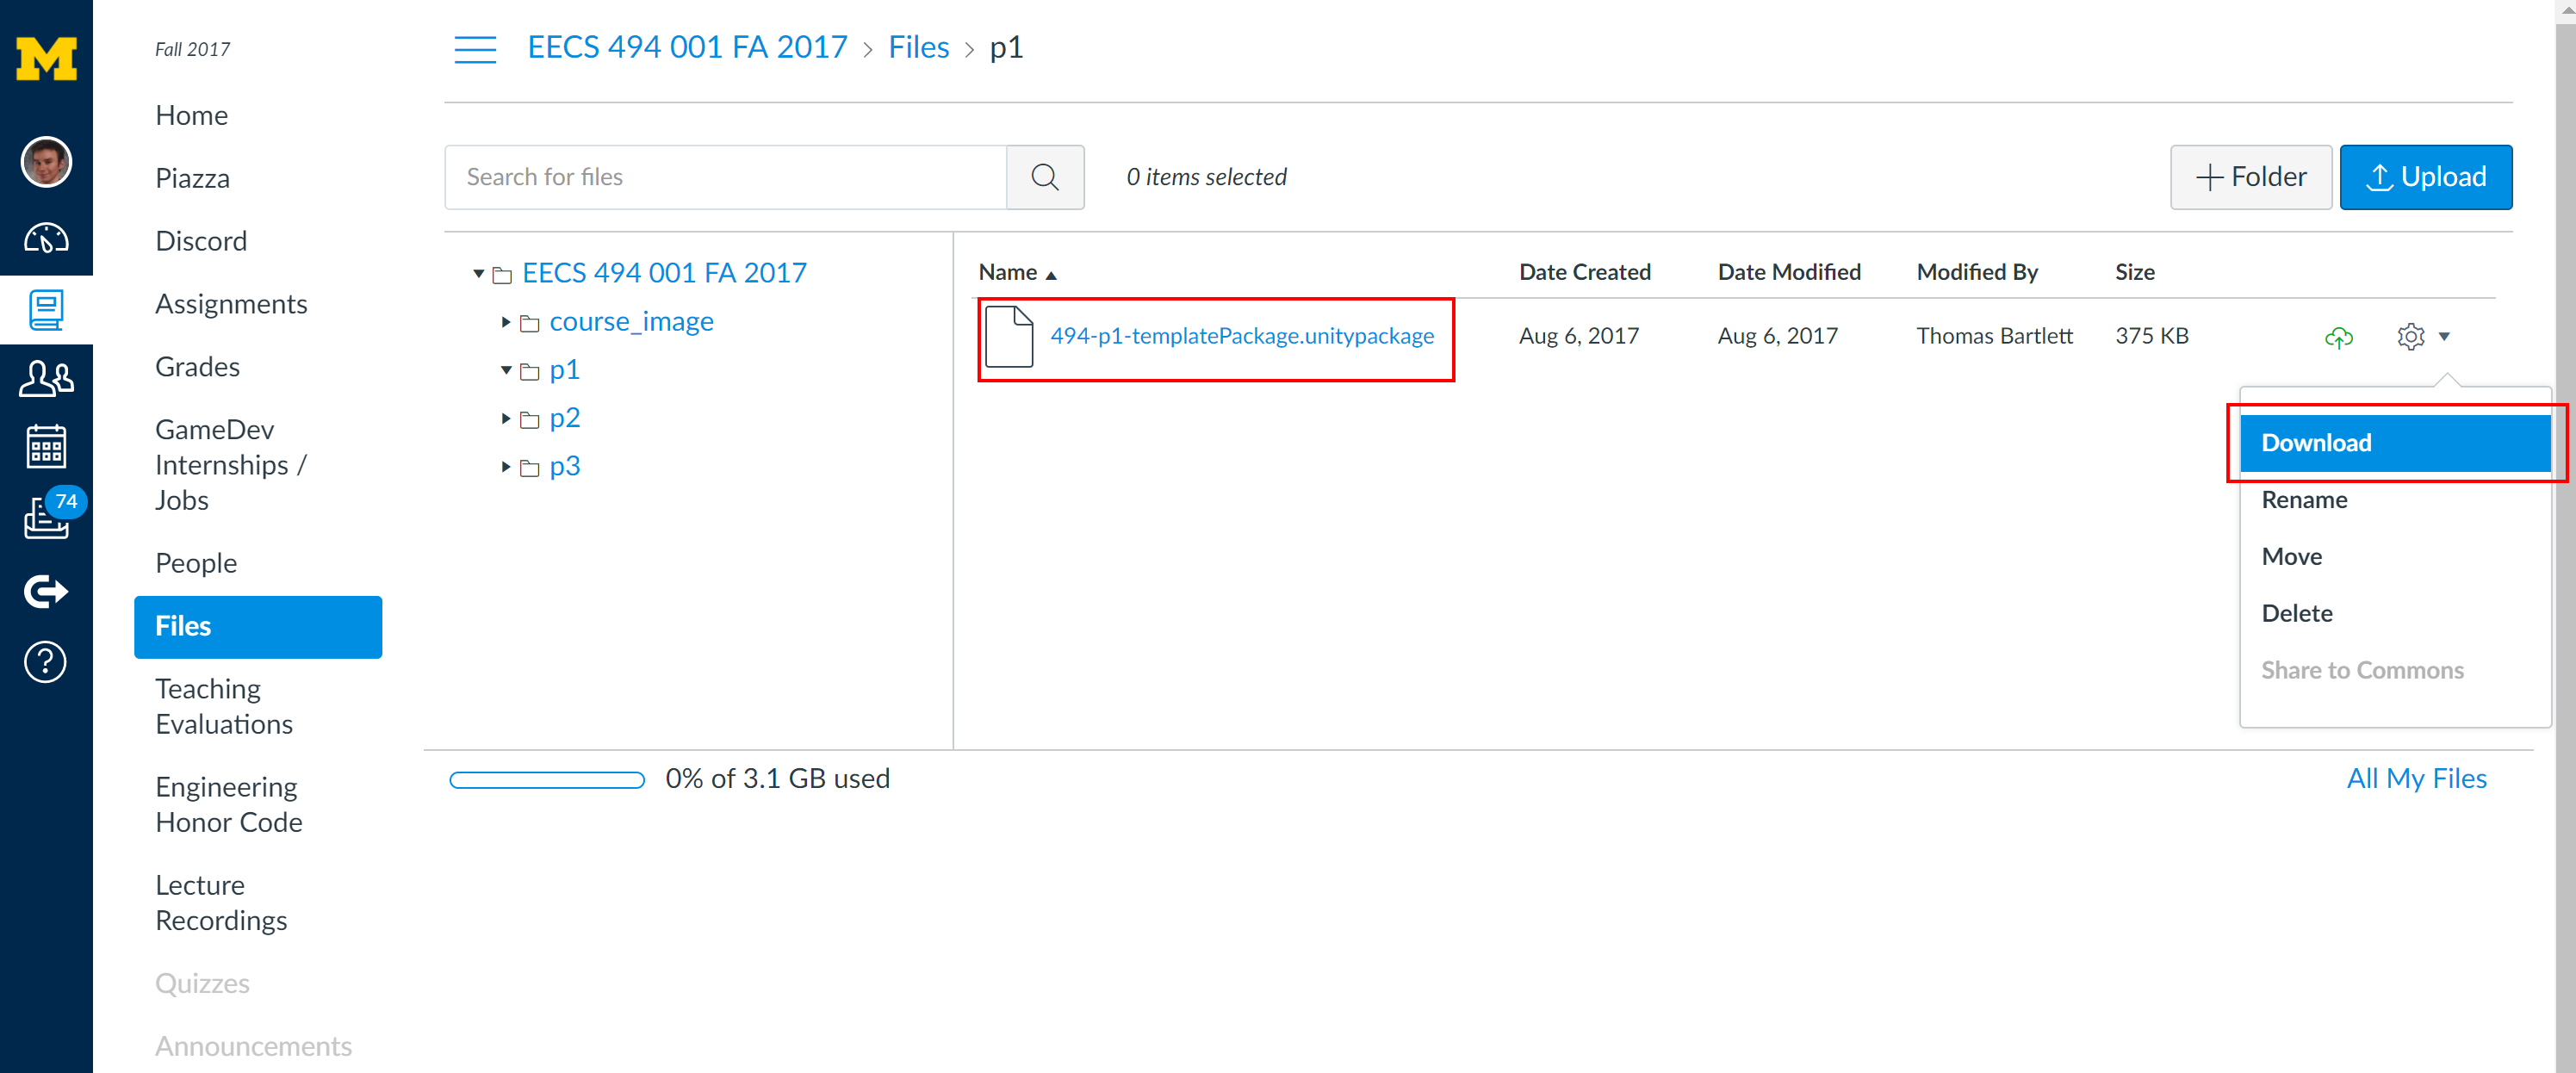 M
74
Fall 2017
Home
Piazza
Discord
Assignments
Grades
GameDev
Internships /
Jobs
People
Files
Teaching
Evaluations
Engineering
Honor Code
Lecture
Recordings
Quizzes
Announcements
EECS 494 001 FA 2017 > Files > p1
Search for files
0 items selected
Folder
Upload
EECS 494 001 FA 2017
course_image
p1
p2
p3
Name Date Created Date Modified Modified By Size
494-p1-templatePackage.unitypackage Aug 6, 2017 Aug 6, 2017 Thomas Bartlett 375 KB
Download
Rename
Move
Delete
Share to Commons
0% of 3.1 GB used
All My Files